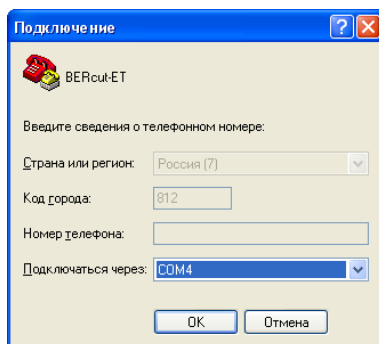 Подключение
BERcut-ET
Введите сведения о телефонном номере:
Страна или регион: Россия (7)
Код города: 812
Номер телефона:
Подключаться через: COM4
OK Отмена